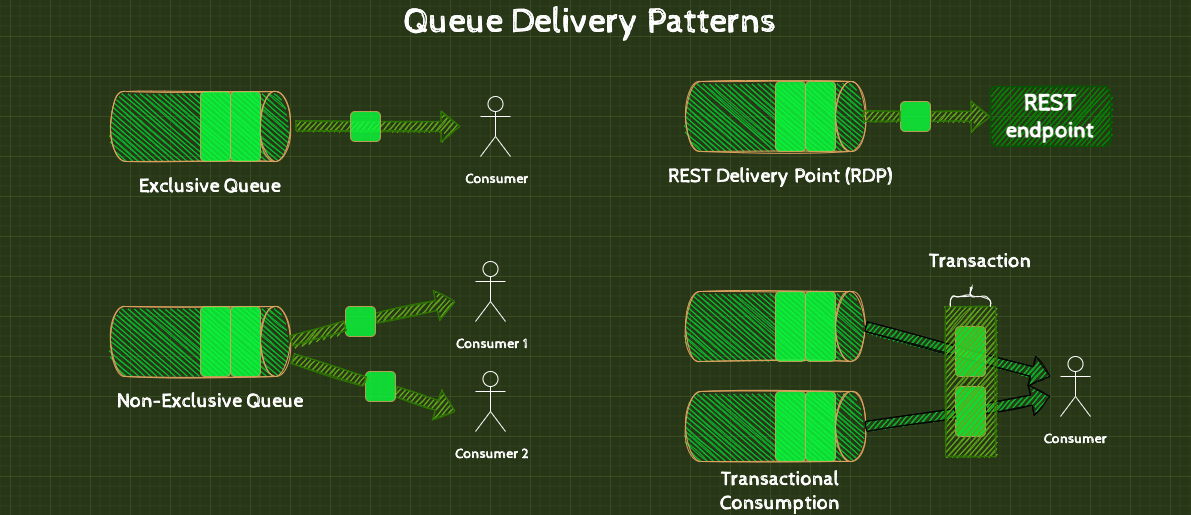 Queue Delivery Patterns
Consumer
Exclusive Queue
REST
endpoint
REST Delivery Point (RDP)
Consumer 1
Non-Exclusive Queue
Consumer 2
Transaction
Consumer
Transactional
Consumption